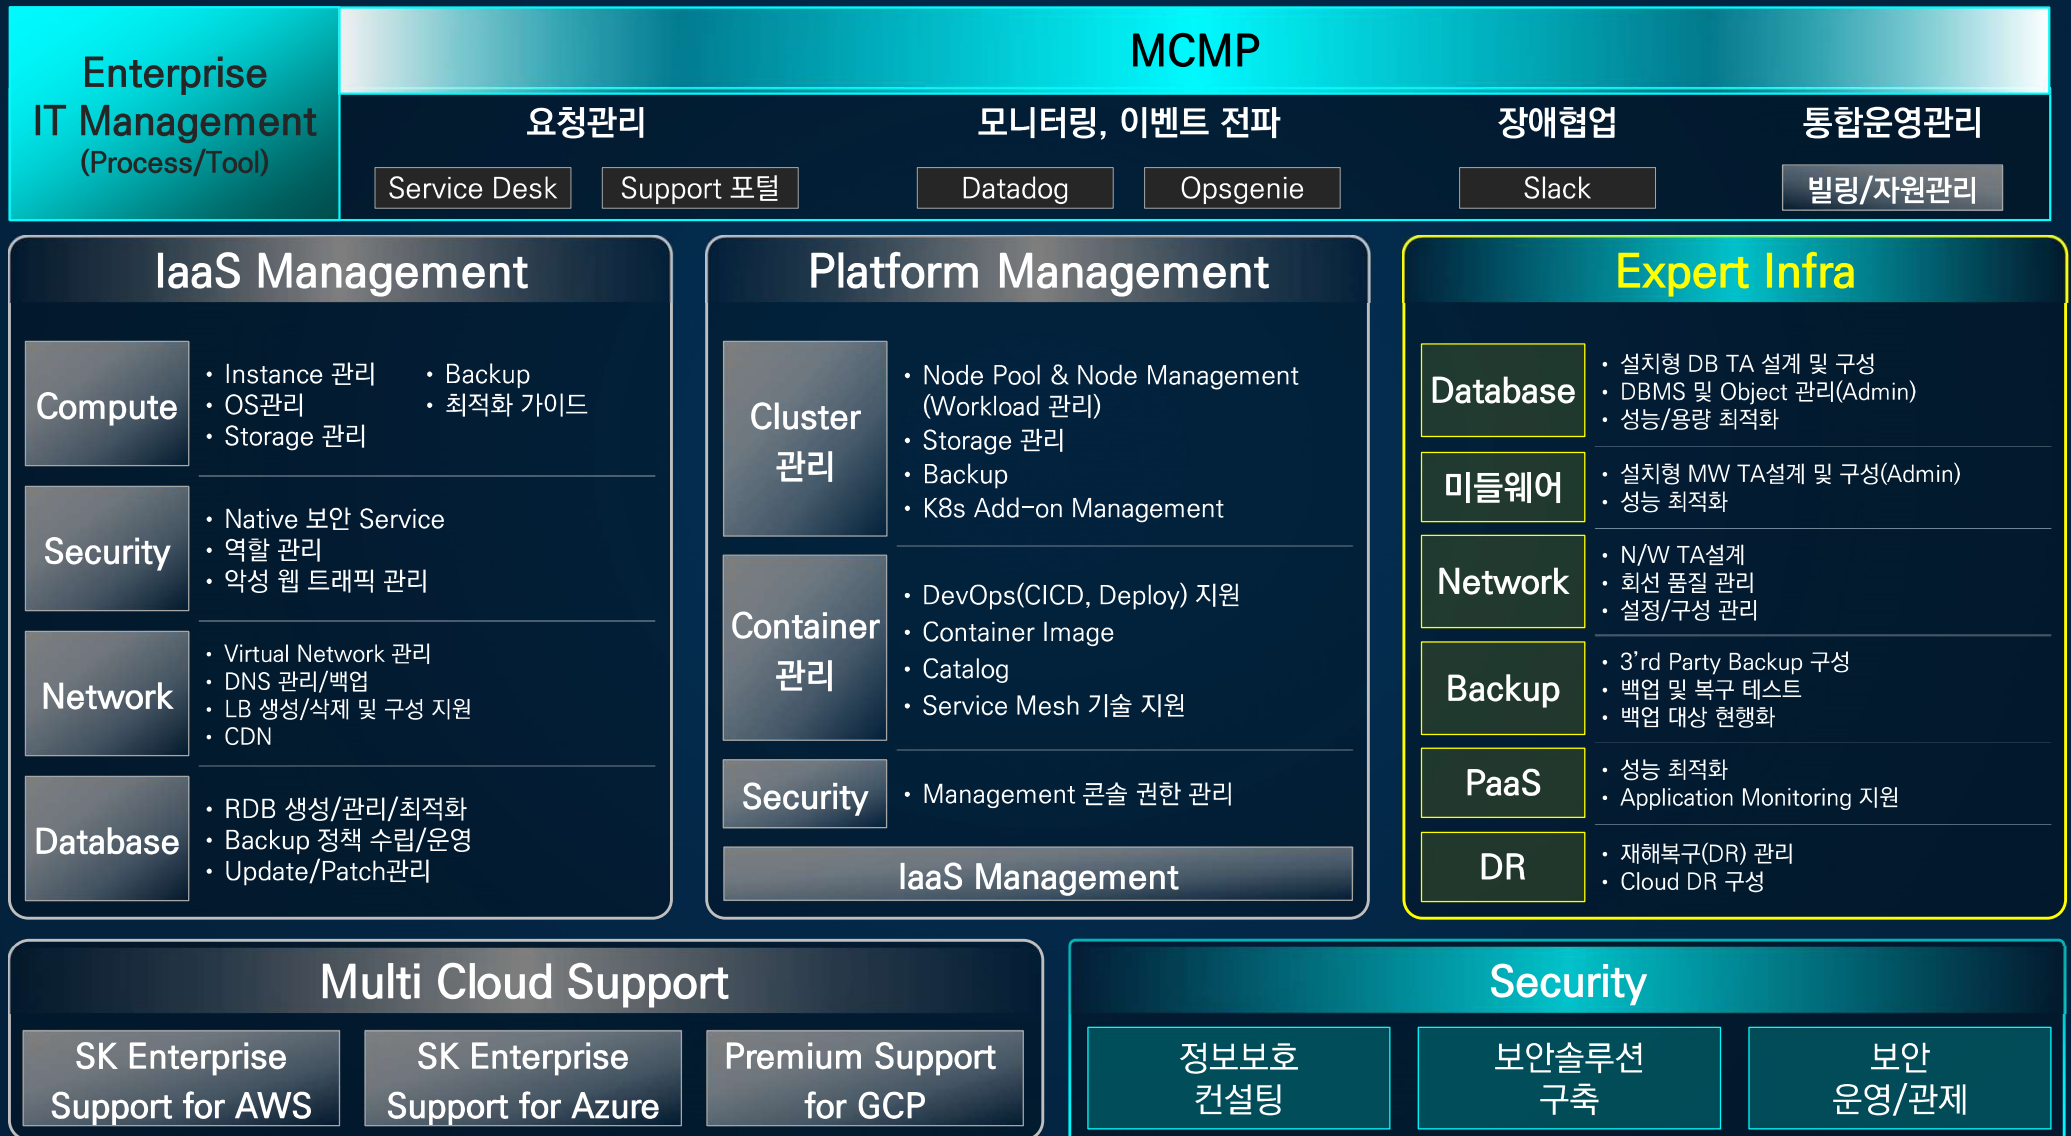 Enterprise
IT Management
(Process/Tool)
MCMP
요청관리
모니터링, 이벤트 전파
장애협업
통합운영관리
Service Desk
Support 포털
Datadog
Opsgenie
Slack
빌링/자원관리
IaaS Management
Compute
• Instance 관리
• OS관리
• Storage 관리
• Backup
• 최적화 가이드
Security
• Native 보안 Service
• 역할 관리
• 악성 웹 트래픽 관리
Network
• Virtual Network 관리
• DNS 관리/백업
• LB 생성/삭제 및 구성 지원
• CDN
Database
• RDB 생성/관리/최적화
• Backup 정책 수립/운영
• Update/Patch관리
Platform Management
Cluster
관리
• Node Pool & Node Management
(Workload 관리)
• Storage 관리
• Backup
• K8s Add-on Management
Container
관리
• DevOps(CICD, Deploy) 지원
• Container Image
• Catalog
• Service Mesh 기술 지원
Security
• Management 콘솔 권한 관리
IaaS Management
Expert Infra
Database
• 설치형 DB TA 설계 및 구성
• DBMS 및 Object 관리(Admin)
• 성능/용량 최적화
미들웨어
• 설치형 MW TA설계 및 구성(Admin)
• 성능 최적화
Network
• N/W TA설계
• 회선 품질 관리
• 설정/구성 관리
Backup
• 3’rd Party Backup 구성
• 백업 및 복구 테스트
• 백업 대상 현행화
PaaS
• 성능 최적화
• Application Monitoring 지원
DR
• 재해복구(DR) 관리
• Cloud DR 구성
Multi Cloud Support
SK Enterprise
Support for AWS
SK Enterprise
Support for Azure
Premium Support
for GCP
Security
정보보호
컨설팅
보안솔루션
구축
보안
운영/관제